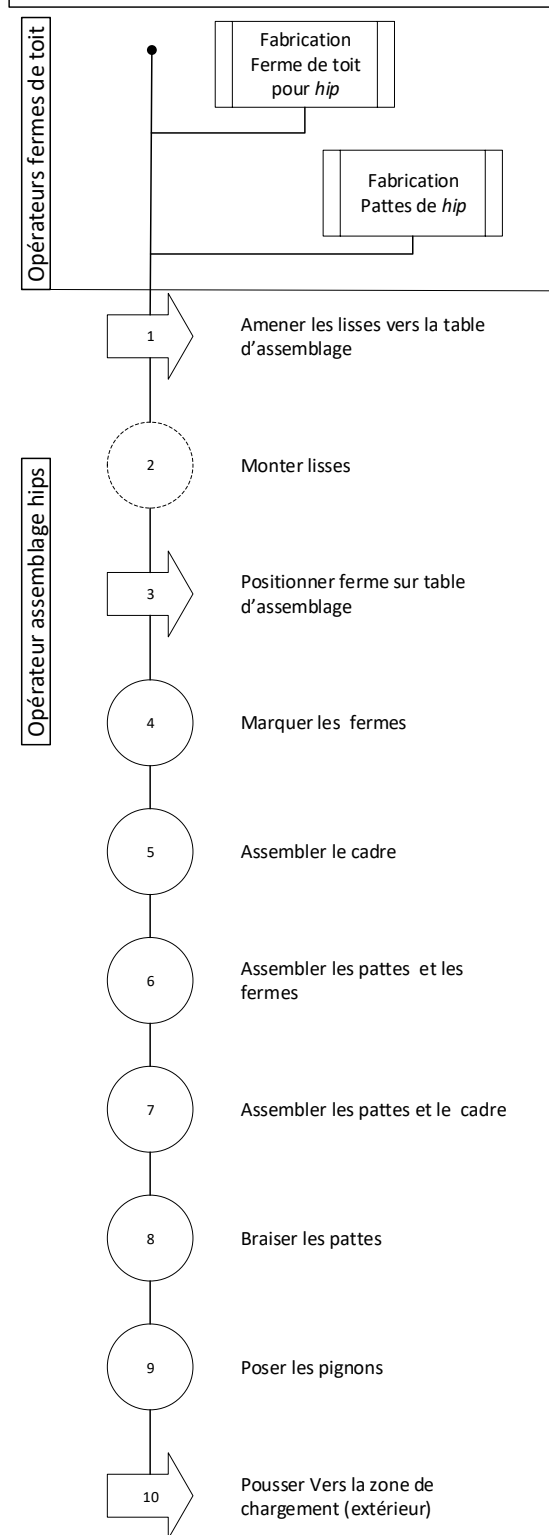 Opérateurs fermes de toit
Fabrication
Ferme de toit
pour hip
Fabrication
Pattes de hip
1
Amener les lisses vers la table
d’assemblage
Opérateur assemblage hips
2
Monter lisses
3
Positionner ferme sur table
d’assemblage
4
Marquer les fermes
5
Assembler le cadre
6
Assembler les pattes et les
fermes
7
Assembler les pattes et le cadre
8
Braiser les pattes
9
Poser les pignons
10
Pousser Vers la zone de
chargement (extérieur)